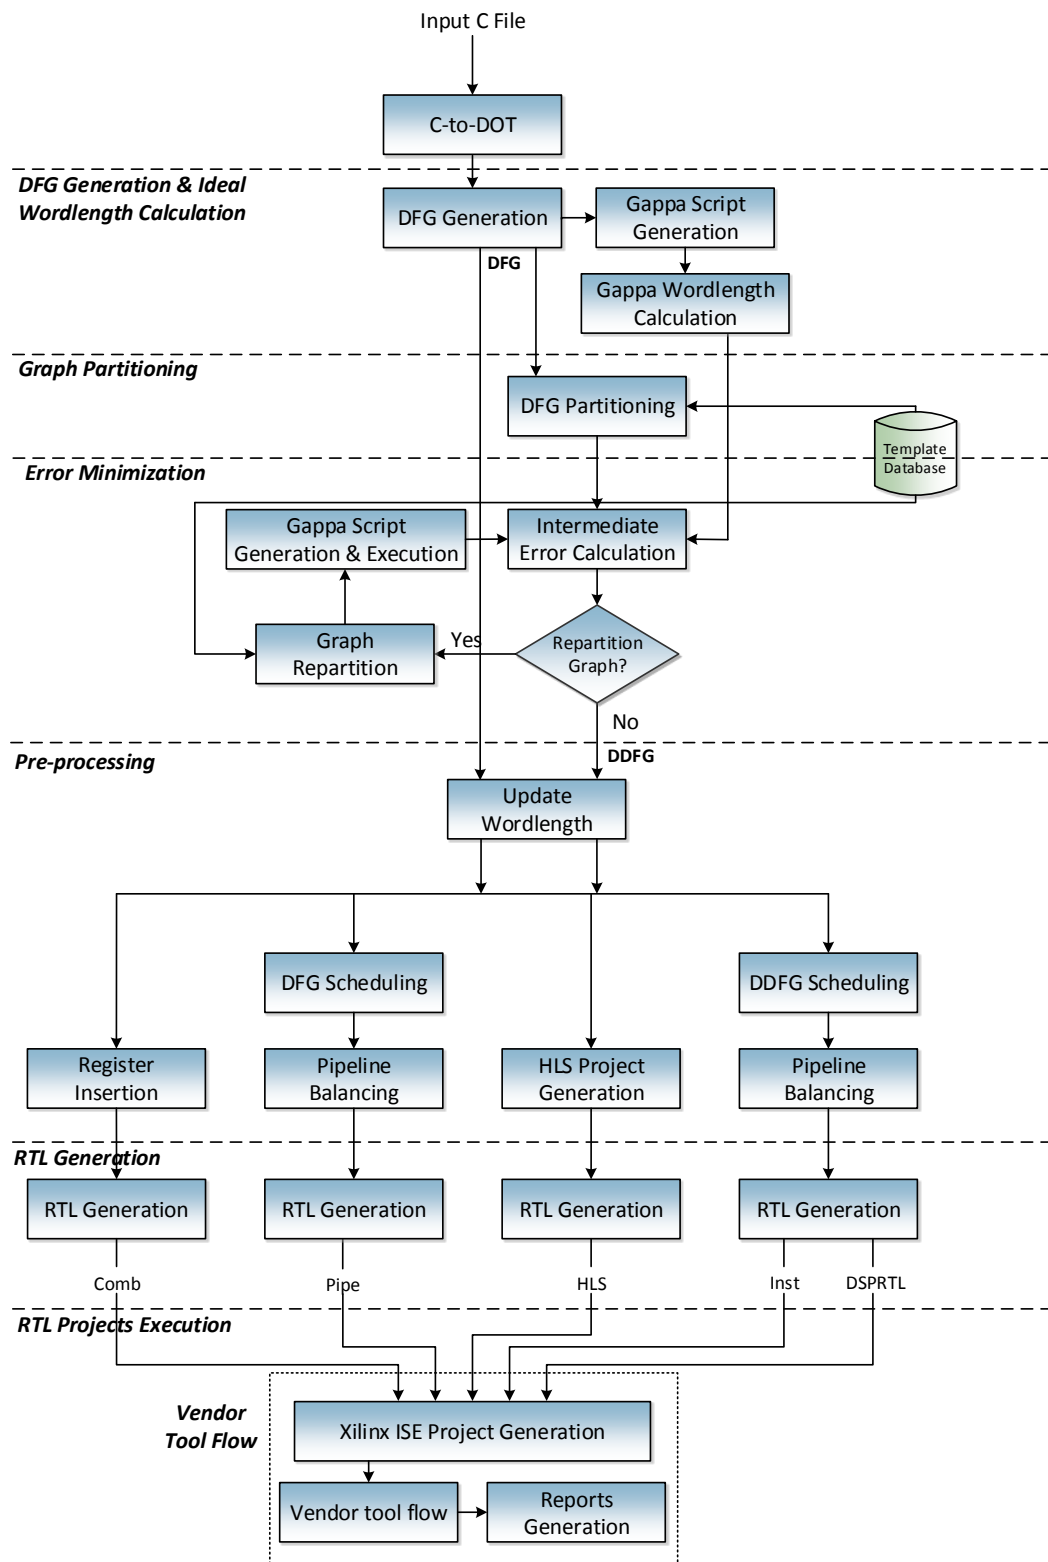 Input C File
C-to-DOT
DFG Generation & Ideal
Wordlength Calculation
DFG Generation
Gappa Script
Generation
DFG
Gappa Wordlength
Calculation
Graph Partitioning
DFG Partitioning
Template
Database
Error Minimization
Gappa Script
Generation & Execution
Intermediate
Error Calculation
Graph
Repartition
Yes
Repartition
Graph?
No
Pre-processing
DDFG
Update
Wordlength
DFG Scheduling
DDFG Scheduling
Register
Insertion
Pipeline
Balancing
HLS Project
Generation
Pipeline
Balancing
RTL Generation
RTL Generation
RTL Generation
RTL Generation
RTL Generation
Comb
Pipe
HLS
Inst
DSPRTL
RTL Projects Execution
Vendor
Tool Flow
Xilinx ISE Project Generation
Vendor tool flow
Reports
Generation